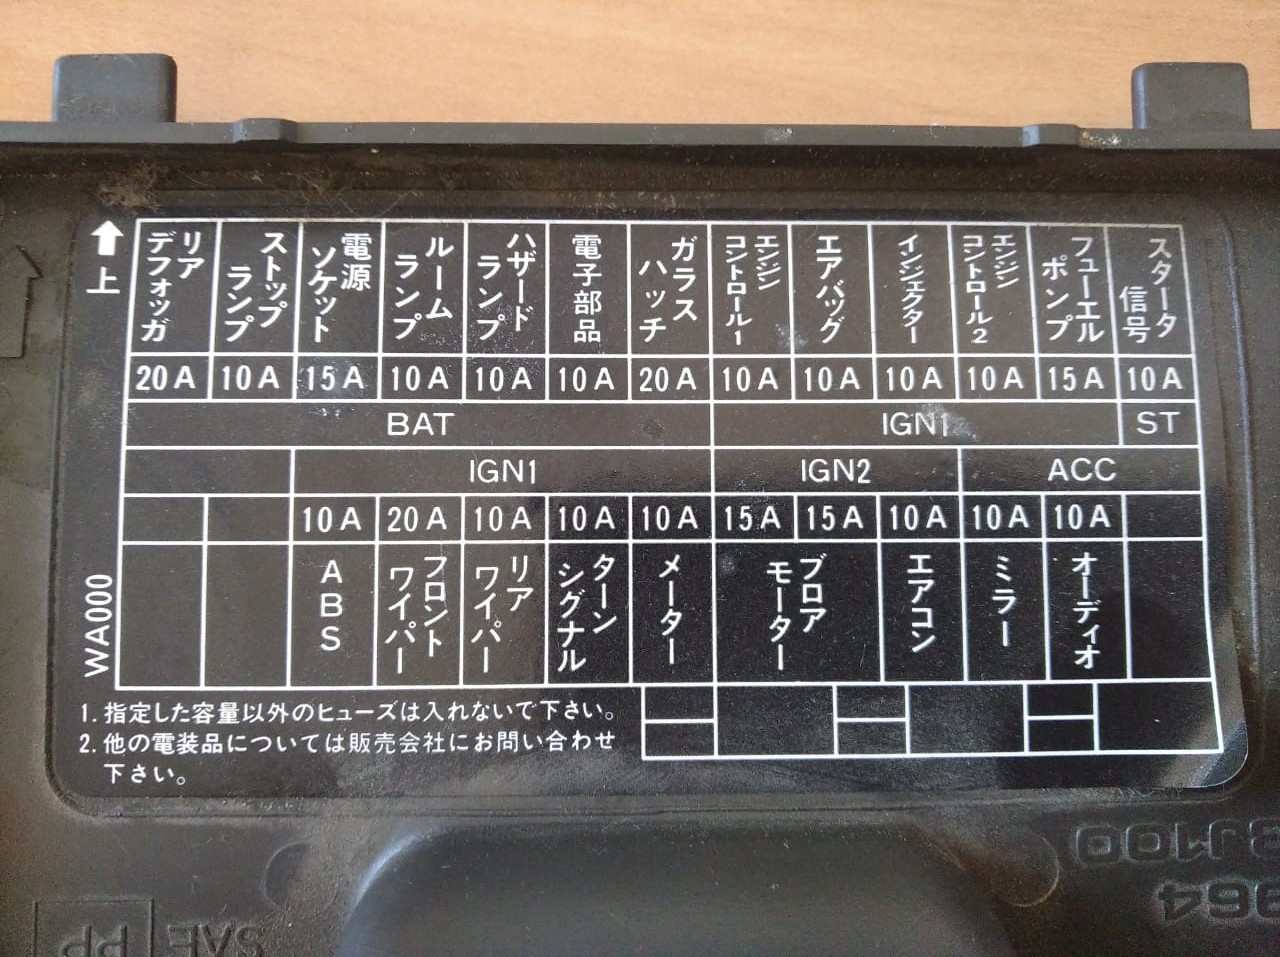 上
リアデフォッガ
ストップランプ
電源ソケット
ルームランプ
ハザードランプ
電子部品
ガラスハッチ
エンジンコントロール1
エアバッグ
インジェクター
エンジンコントロール2
フューエルポンプ
スタータ信号
20A 10A 15A 10A 10A 10A 20A 10A 10A 10A 10A 15A 10A
BAT IGN1 ST
IGN1 IGN2 ACC
10A 20A 10A 10A 10A 15A 15A 10A 10A 10A
ABS
フロントワイパー
リアワイパー
ターンシグナル
メーター
ブロアモーター
エアコン
ミラー
オーディオ
WA000
1. 指定した容量以外のヒューズは入れないで下さい。
2. 他の電装品については販売会社にお問い合わせ
下さい。
J100
964
PP